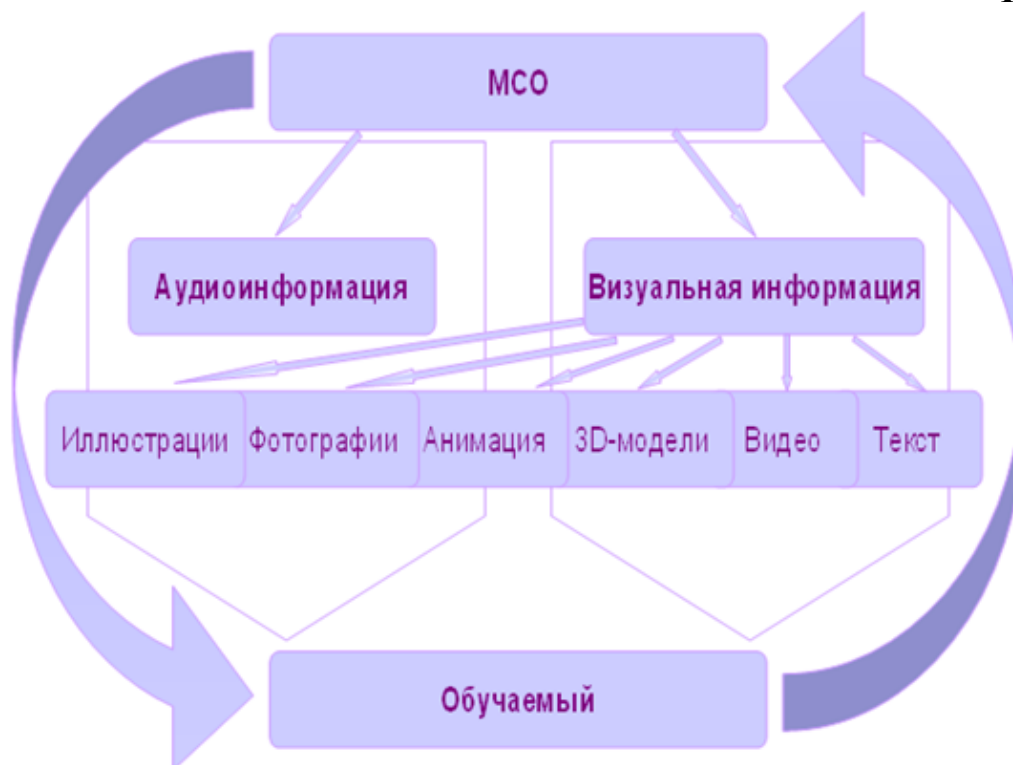 МСО
Аудиоинформация
Визуальная информация
Иллюстрации Фотографии Анимация 3D-модели Видео Текст
Обучаемый